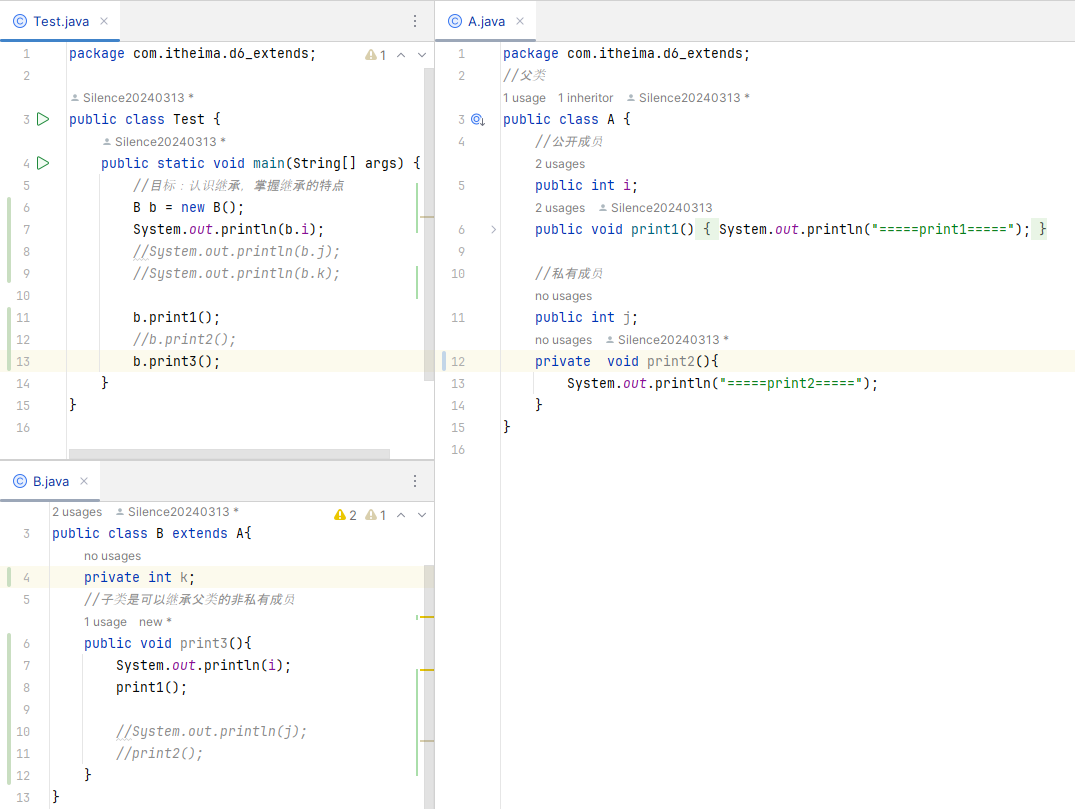 Test.java
1 package com.itheima.d6_extends; 1
2
Silence20240313 *
3 public class Test {
Silence20240313 *
4 public static void main(String[] args) {
5 //目标：认识继承，掌握继承的特点
6 B b = new B();
7 System.out.println(b.i);
8 //System.out.println(b.j);
9 //System.out.println(b.k);
10
11 b.print1();
12 //b.print2();
13 b.print3();
14 }
15 }
16
B.java
2 usages Silence20240313 * 2 1
3 public class B extends A{
no usages
4 private int k;
5 //子类是可以继承父类的非私有成员
1 usage new *
6 public void print3(){
7 System.out.println(i);
8 print1();
9
10 //System.out.println(j);
11 //print2();
12 }
13 }
A.java
1 package com.itheima.d6_extends;
2 //父类
1 usage 1 inheritor Silence20240313 *
3 public class A {
4 //公开成员
2 usages
5 public int i;
2 usages Silence20240313
6 public void print1() { System.out.println("=====print1====="); }
9
10 //私有成员
no usages
11 public int j;
no usages Silence20240313 *
12 private  void print2(){
13 System.out.println("=====print2=====");
14 }
15 }
16